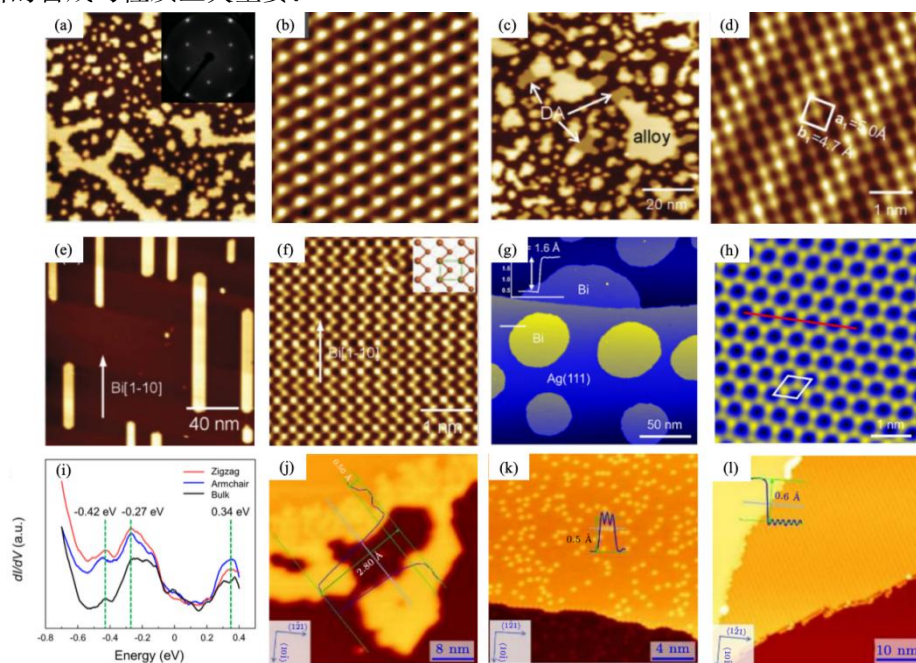 (a)
(b)
(c)
DA
alloy
20 nm
(d)
a₁=5.0Å
b₁=4.7 Å
1 nm
(e)
Bi[1-10]
40 nm
(f)
Bi[1-10]
1 nm
(g)
= 1.6 Å
Bi
Bi
Ag(111)
50 nm
(h)
1 nm
(i)
Zigzag
Armchair
Bulk
-0.42 eV
-0.27 eV
0.34 eV
dI/dV (a.u.)
-0.8 -0.6 -0.4 -0.2 0 0.2 0.4
Energy (eV)
(j)
2.80 Å
8 nm
(k)
0.5 Å
4 nm
(l)
0.6 Å
10 nm